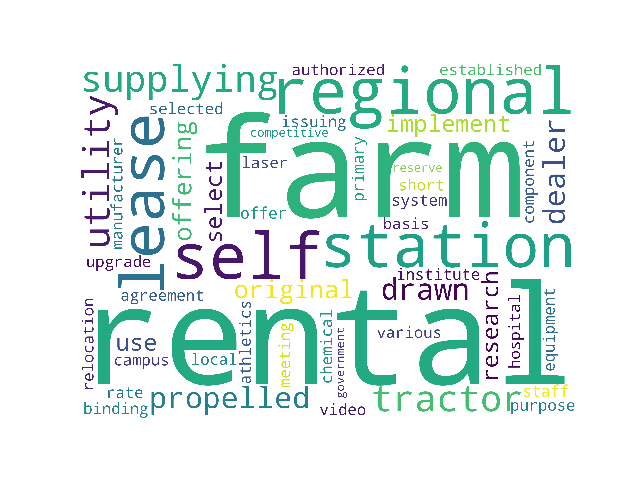 supplying
authorized
established
regional
selected
issuing
implement
competitive
utility
manufacturer
lease
offering
select
laser
farm
primary
reserve
short
system
component
dealer
offer
basis
self
station
upgrade
institute
agreement
original
drawn
research
hospital
equipment
relocation
rental
use
campus
local
athletics
meeting
chemical
government
various
rate
binding
propelled
video
tractor
staff
purpose